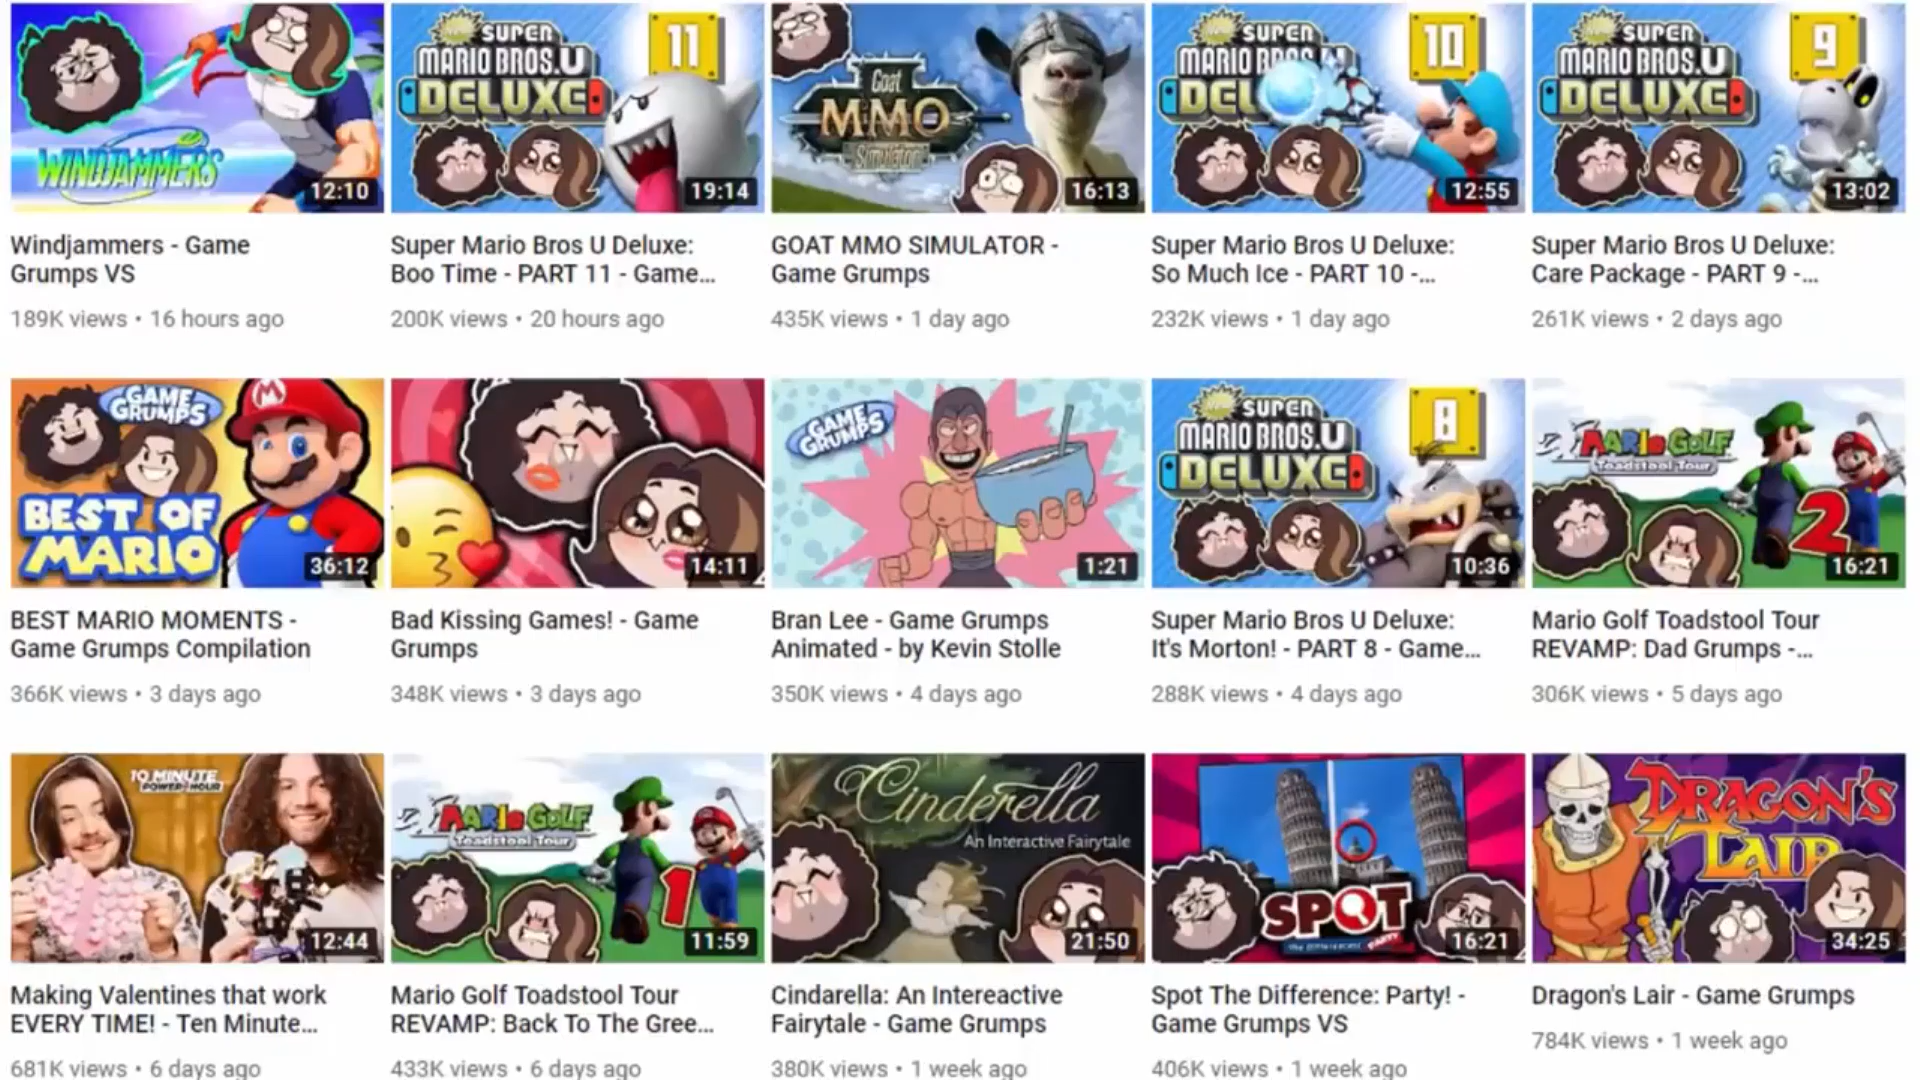 WINDJAMMERS
12:10
New
SUPER
MARIO BROS.U
DELUXE
11
19:14
Goat
MMO
Simulator
16:13
New
SUPER
MARIO BROS.U
DEL
10
12:55
New
SUPER
MARIO BROS.U
DELUXE
9
13:02
Windjammers - Game
Grumps VS
189K views • 16 hours ago
Super Mario Bros U Deluxe:
Boo Time - PART 11 - Game...
200K views • 20 hours ago
GOAT MMO SIMULATOR -
Game Grumps
435K views • 1 day ago
Super Mario Bros U Deluxe:
So Much Ice - PART 10 -...
232K views • 1 day ago
Super Mario Bros U Deluxe:
Care Package - PART 9 -...
261K views • 2 days ago
GAME
GRUMPS
M
BEST OF
MARIO
36:12
14:11
GAME
GRUMPS
1:21
New
SUPER
MARIO BROS.U
DELUXE
8
10:36
MARIO GOLF
Toadstool Tour
2
16:21
BEST MARIO MOMENTS -
Game Grumps Compilation
366K views • 3 days ago
Bad Kissing Games! - Game
Grumps
348K views • 3 days ago
Bran Lee - Game Grumps
Animated - by Kevin Stolle
350K views • 4 days ago
Super Mario Bros U Deluxe:
It's Morton! - PART 8 - Game...
288K views • 4 days ago
Mario Golf Toadstool Tour
REVAMP: Dad Grumps -...
306K views • 5 days ago
10 MINUTE
POWER HOUR
12:44
MARIO GOLF
Toadstool Tour
1
11:59
Cinderella
An Interactive Fairytale
21:50
SPOT
PARTY
16:21
DRAGON'S
LAIR
34:25
Making Valentines that work
EVERY TIME! - Ten Minute...
681K views • 6 days ago
Mario Golf Toadstool Tour
REVAMP: Back To The Gree...
433K views • 6 days ago
Cindarella: An Intereactive
Fairytale - Game Grumps
380K views • 1 week ago
Spot The Difference: Party! -
Game Grumps VS
406K views • 1 week ago
Dragon's Lair - Game Grumps
784K views • 1 week ago